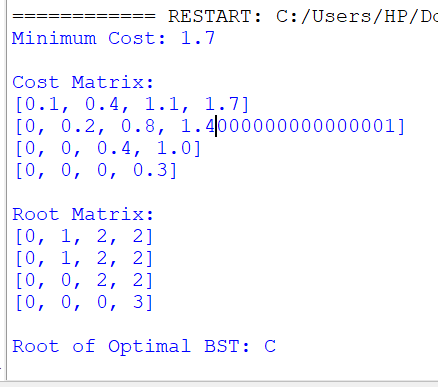 ============ RESTART: C:/Users/HP/Do
Minimum Cost: 1.7
Cost Matrix:
[0.1, 0.4, 1.1, 1.7]
[0, 0.2, 0.8, 1.4000000000000001]
[0, 0, 0.4, 1.0]
[0, 0, 0, 0.3]
Root Matrix:
[0, 1, 2, 2]
[0, 1, 2, 2]
[0, 0, 2, 2]
[0, 0, 0, 3]
Root of Optimal BST: C